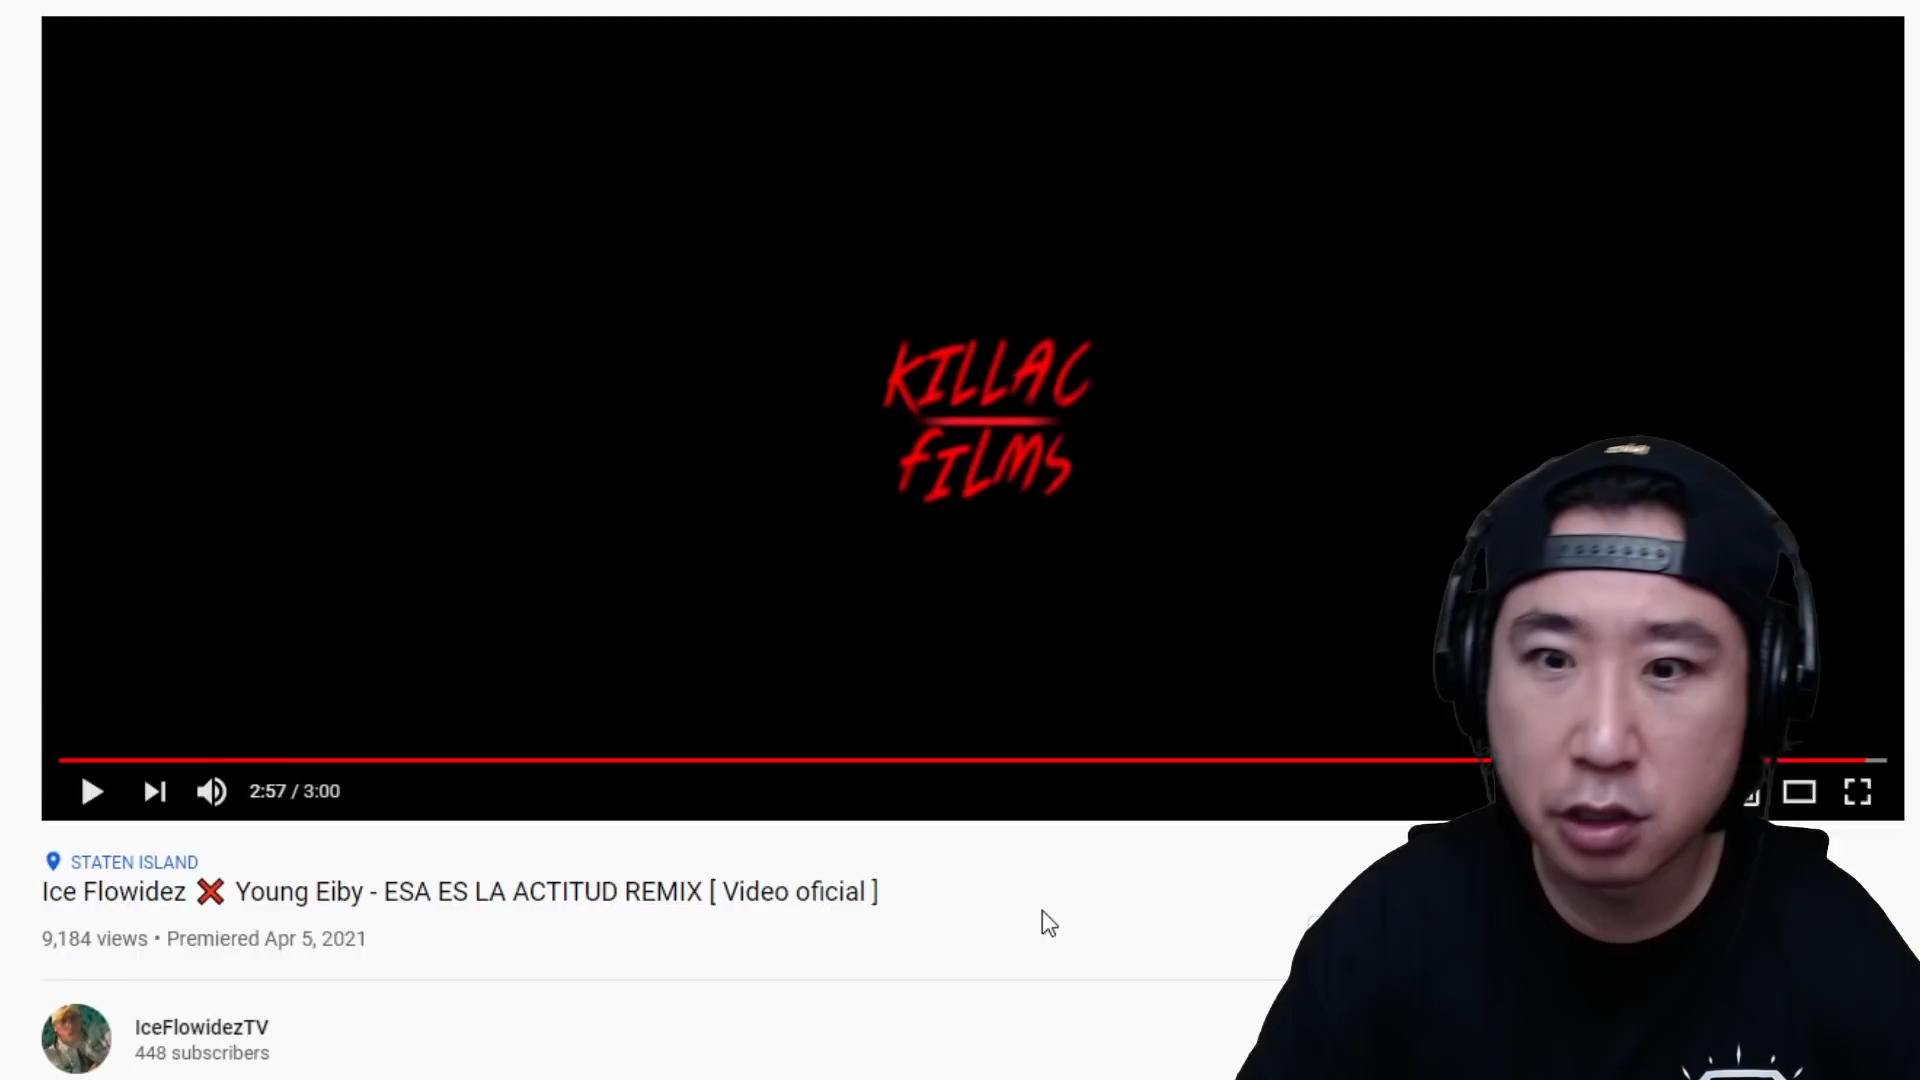 KILLAC
FILMS
2:57 / 3:00
STATEN ISLAND
Ice Flowidez ❌ Young Eiby - ESA ES LA ACTITUD REMIX [ Video oficial ]
9,184 views • Premiered Apr 5, 2021
IceFlowidezTV
448 subscribers